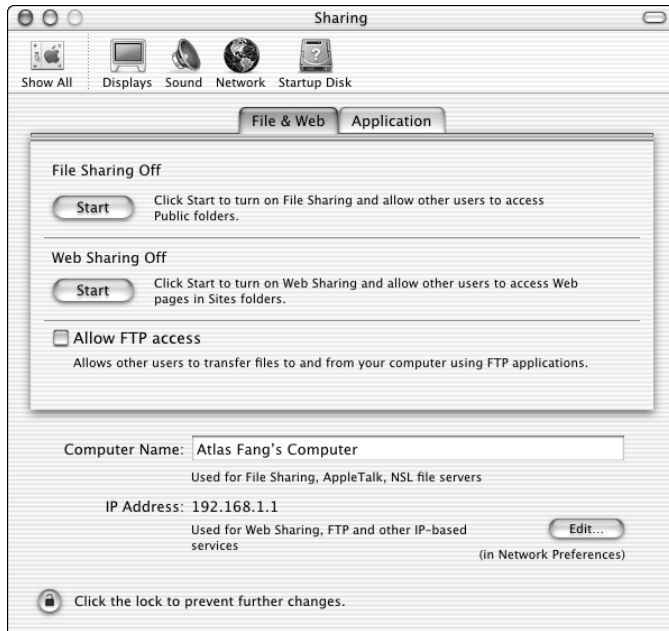 Sharing
Show All Displays Sound Network Startup Disk
File & Web Application
File Sharing Off
Start
Click Start to turn on File Sharing and allow other users to access
Public folders.
Web Sharing Off
Start
Click Start to turn on Web Sharing and allow other users to access Web
pages in Sites folders.
Allow FTP access
Allows other users to transfer files to and from your computer using FTP applications.
Computer Name: Atlas Fang's Computer
Used for File Sharing, AppleTalk, NSL file servers
IP Address: 192.168.1.1
Used for Web Sharing, FTP and other IP-based
services
Edit...
(in Network Preferences)
Click the lock to prevent further changes.